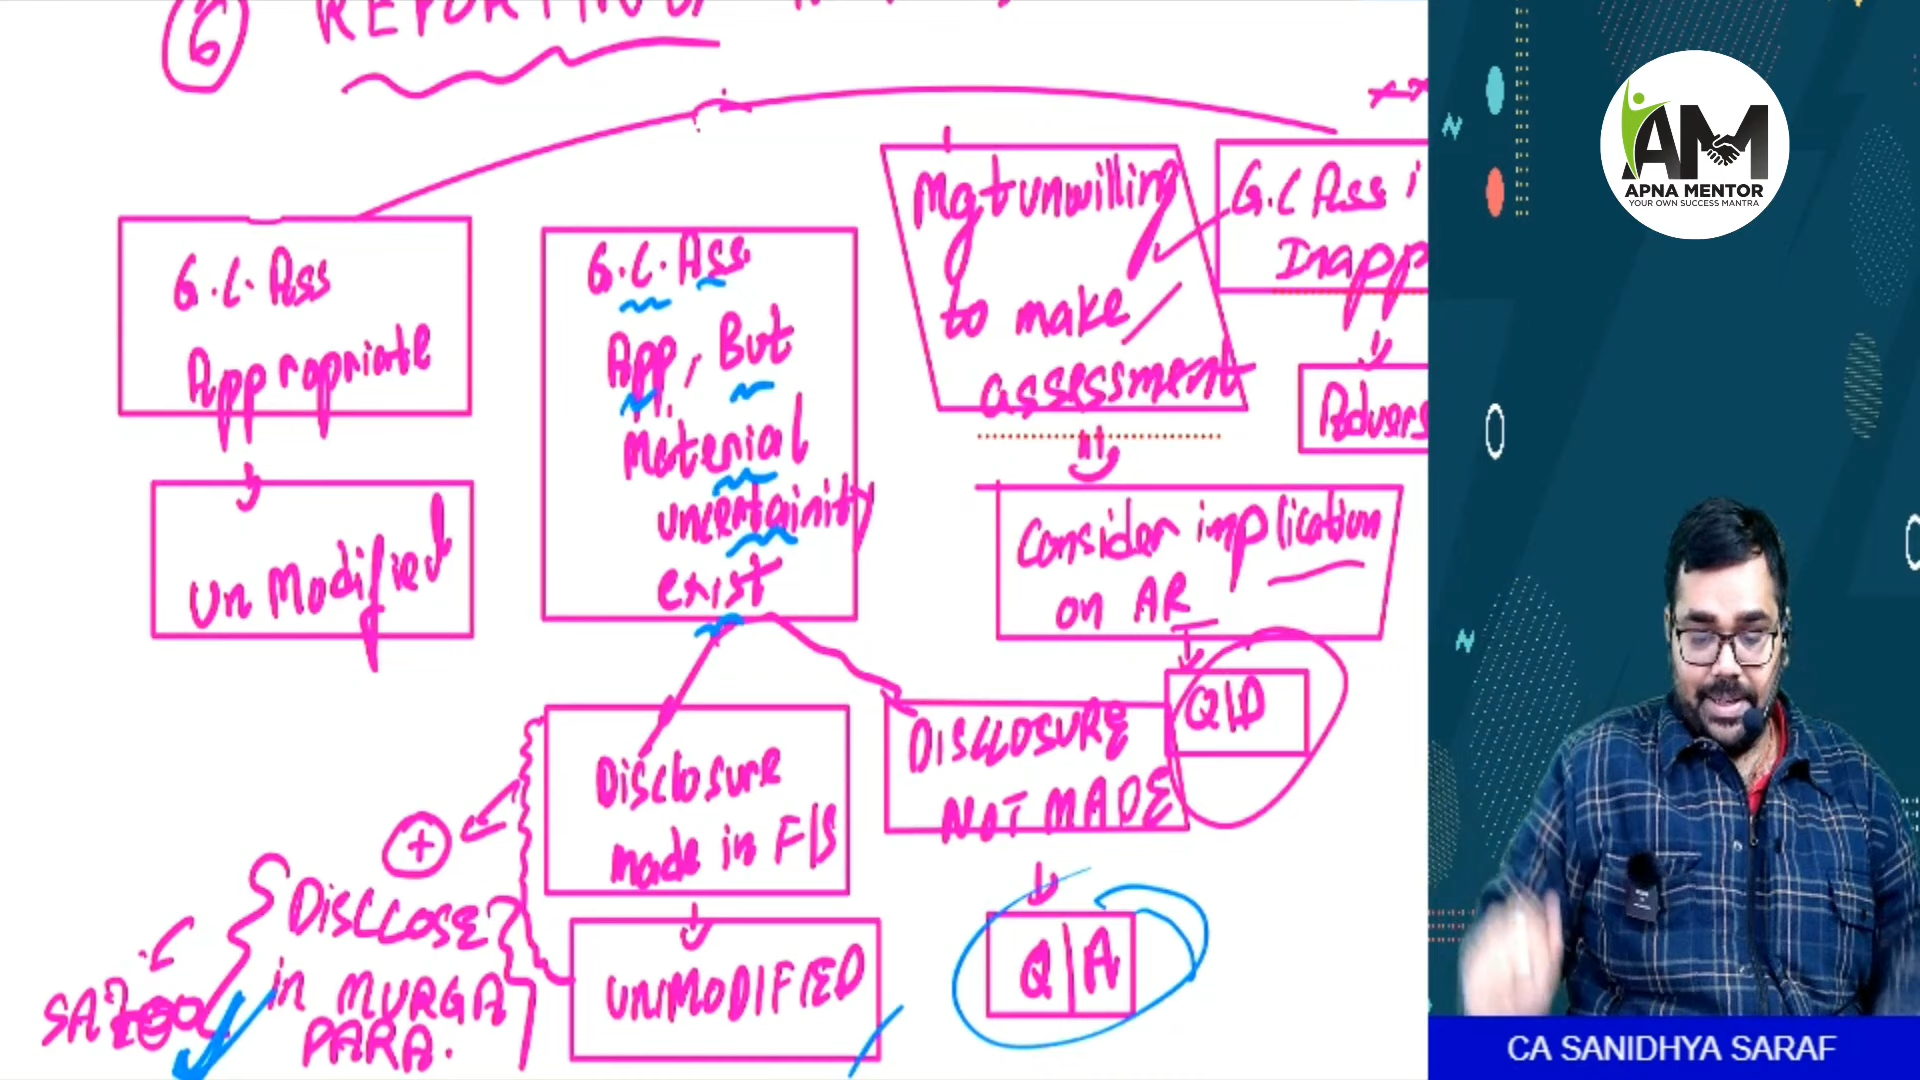 6
G.C. Ass
Appropriate
Un Modified
G.C. Ass
App, But
Material
uncertainity
exist
Disclosure
made in F/S
UNMODIFIED
+
DISCLOSE
in MURGA
PARA.
DISCLOSURE
NOT MADE
Q|A
Mgt unwilling
to make
assessment
Consider implication
on AR
Q|D
G.C Ass
Inapp
Advers
AM
APNA MENTOR
YOUR OWN SUCCESS MANTRA
CA SANIDHYA SARAF